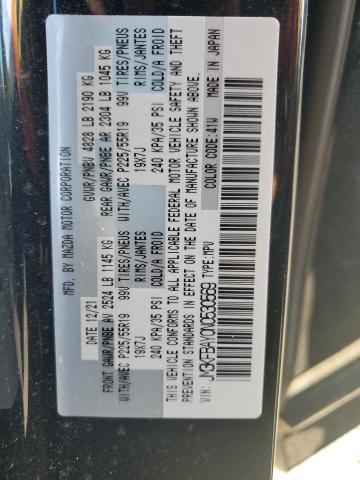 MFD. BY MAZDA MOTOR CORPORATION
DATE 12/21 GVWR/PNBV 4828 LB 2190 KG
FRONT GAWR/PNBE AV 2524 LB 1145 KG REAR GAWR/PNBE AR 2304 LB 1045 KG
WITH/AVEC P225/55R19 99V TIRES/PNEUS WITH/AVEC P225/55R19 99V TIRES/PNEUS
19X7J RIMS/JANTES 19X7J RIMS/JANTES
240 KPA/35 PSI COLD/A FROID 240 KPA/35 PSI COLD/A FROID
THIS VEHICLE CONFORMS TO ALL APPLICABLE FEDERAL MOTOR VEHICLE SAFETY AND THEFT
PREVENTION STANDARDS IN EFFECT ON THE DATE OF MANUFACTURE SHOWN ABOVE.
JM3KFBAY0N0530569 TYPE:MPV COLOR CODE:41W MADE IN JAPAN